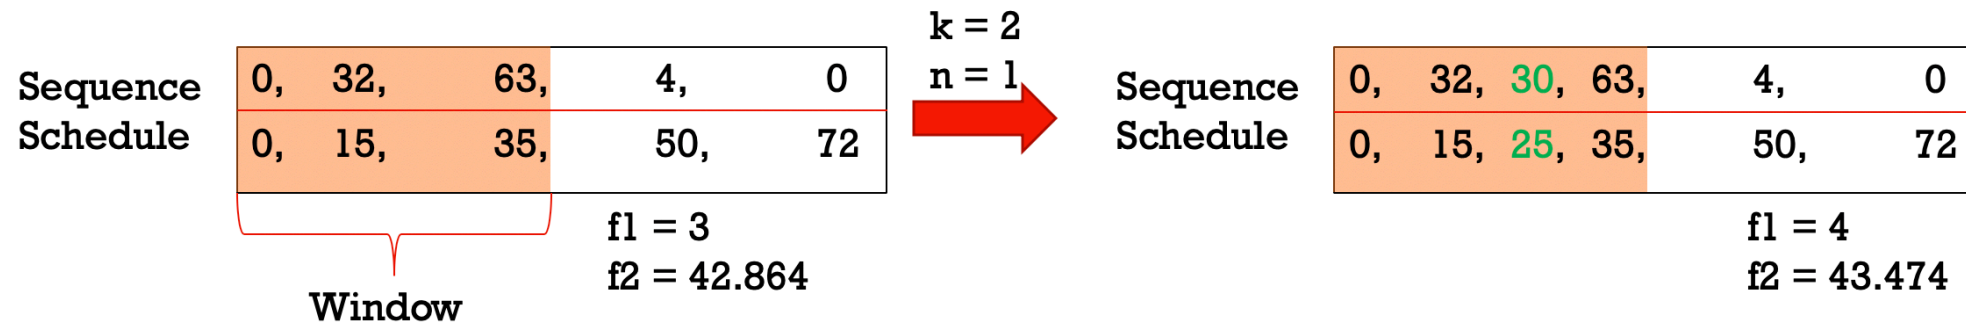 Sequence 0, 32, 63, 4, 0
Schedule 0, 15, 35, 50, 72
Window
f1 = 3
f2 = 42.864
k = 2
n = 1
Sequence 0, 32, 30, 63, 4, 0
Schedule 0, 15, 25, 35, 50, 72
f1 = 4
f2 = 43.474